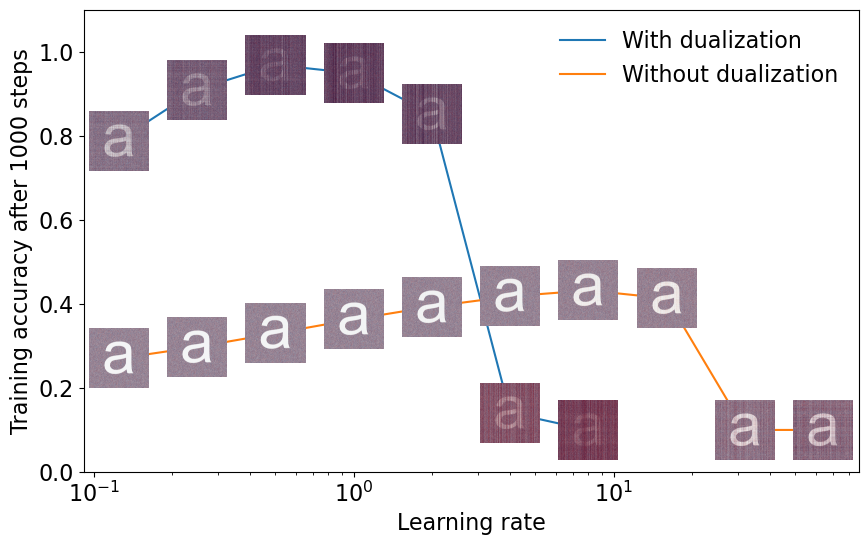 With dualization
Without dualization
Training accuracy after 1000 steps
1.0
0.8
0.6
0.4
0.2
0.0
a a a a a
a a a a a a a a a a
a a
10⁻¹ 10⁰ 10¹
Learning rate